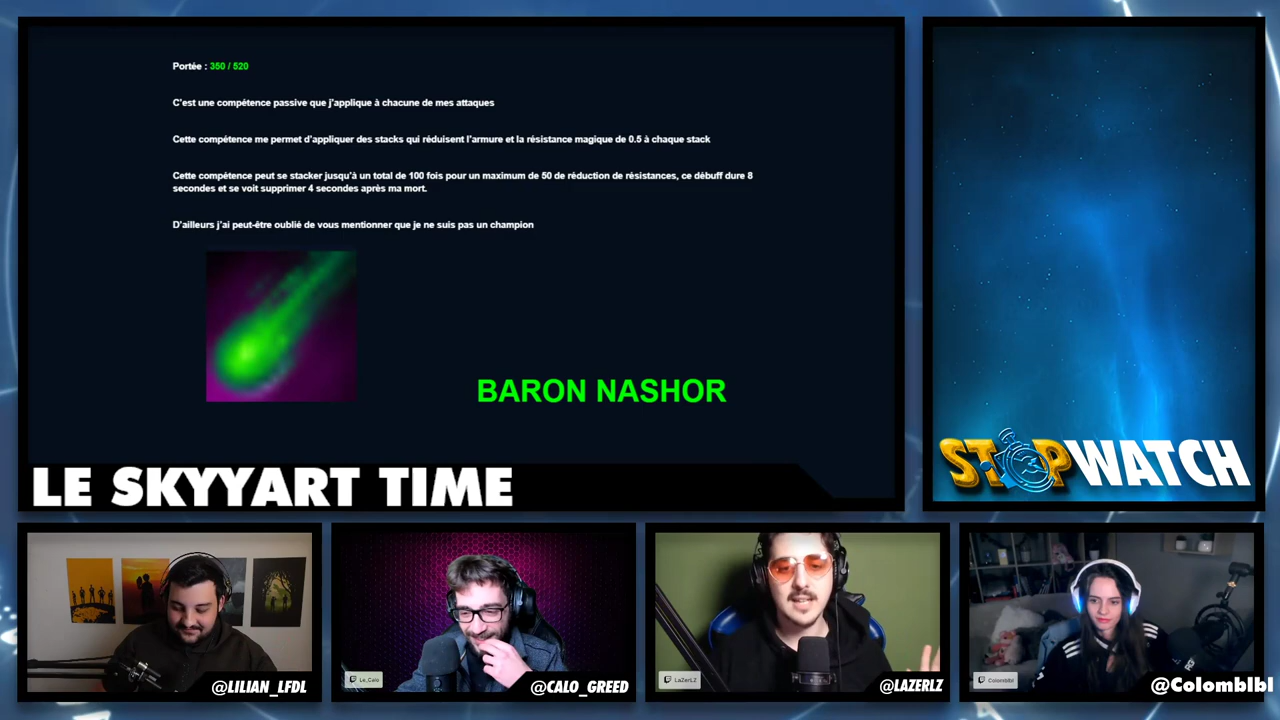 Portée : 350 / 520
C'est une compétence passive que j'applique à chacune de mes attaques
Cette compétence me permet d'appliquer des stacks qui réduisent l'armure et la résistance magique de 0.5 à chaque stack
Cette compétence peut se stacker jusqu'à un total de 100 fois pour un maximum de 50 de réduction de résistances, ce débuff dure 8
secondes et se voit supprimer 4 secondes après ma mort.
D'ailleurs j'ai peut-être oublié de vous mentionner que je ne suis pas un champion
BARON NASHOR
LE SKYYART TIME
STOPWATCH
@LILIAN_LFDL
Le_Calo
@CALO_GREED
LaZerLZ
@LAZERLZ
Colomblbl
@Colomblbl